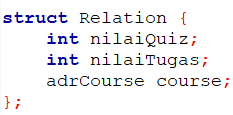 struct Relation {
    int nilaiQuiz;
    int nilaiTugas;
    adrCourse course;
};